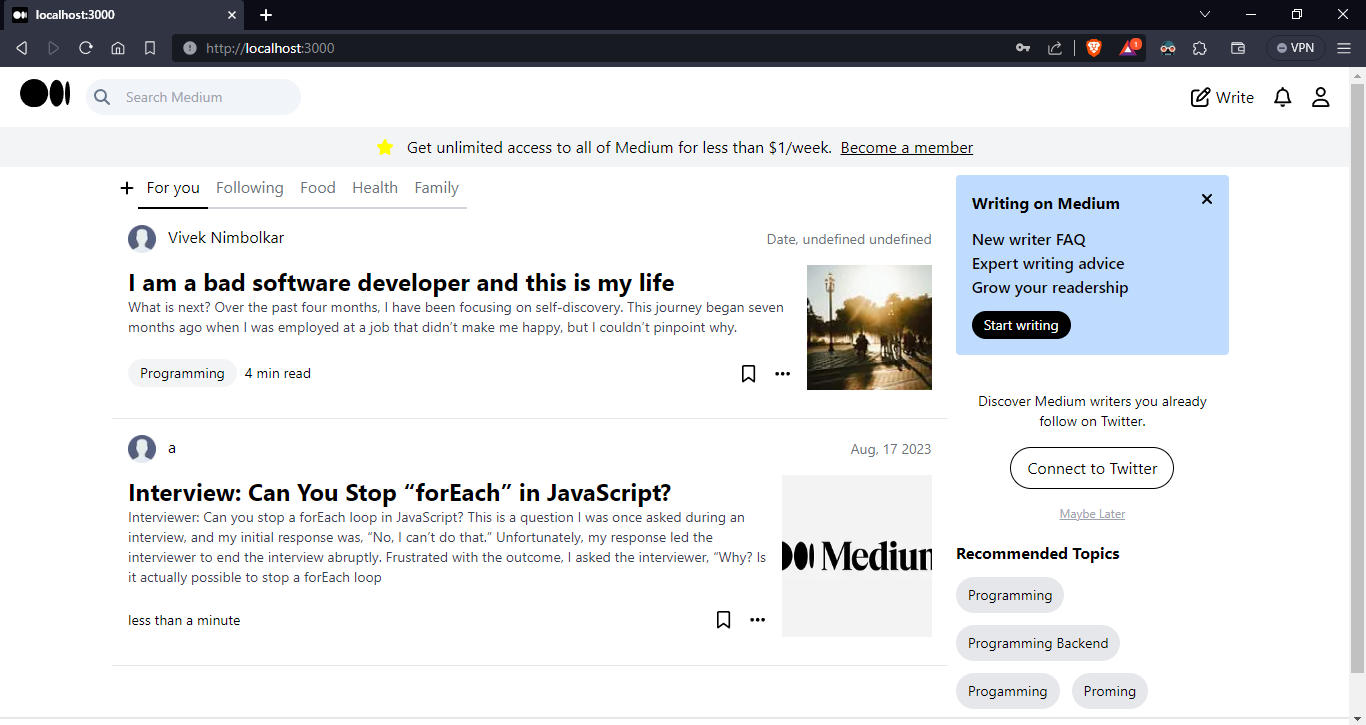 localhost:3000
http://localhost:3000
1
VPN
Search Medium
Write
Get unlimited access to all of Medium for less than $1/week. Become a member
For you Following Food Health Family
Vivek Nimbolkar
Date, undefined undefined
I am a bad software developer and this is my life
What is next? Over the past four months, I have been focusing on self-discovery. This journey began seven
months ago when I was employed at a job that didn’t make me happy, but I couldn’t pinpoint why.
Programming 4 min read
a
Aug, 17 2023
Interview: Can You Stop “forEach” in JavaScript?
Interviewer: Can you stop a forEach loop in JavaScript? This is a question I was once asked during an
interview, and my initial response was, “No, I can’t do that.” Unfortunately, my response led the
interviewer to end the interview abruptly. Frustrated with the outcome, I asked the interviewer, “Why? Is
it actually possible to stop a forEach loop
Medium
less than a minute
Writing on Medium
New writer FAQ
Expert writing advice
Grow your readership
Start writing
Discover Medium writers you already
follow on Twitter.
Connect to Twitter
Maybe Later
Recommended Topics
Programming
Programming Backend
Progamming Proming